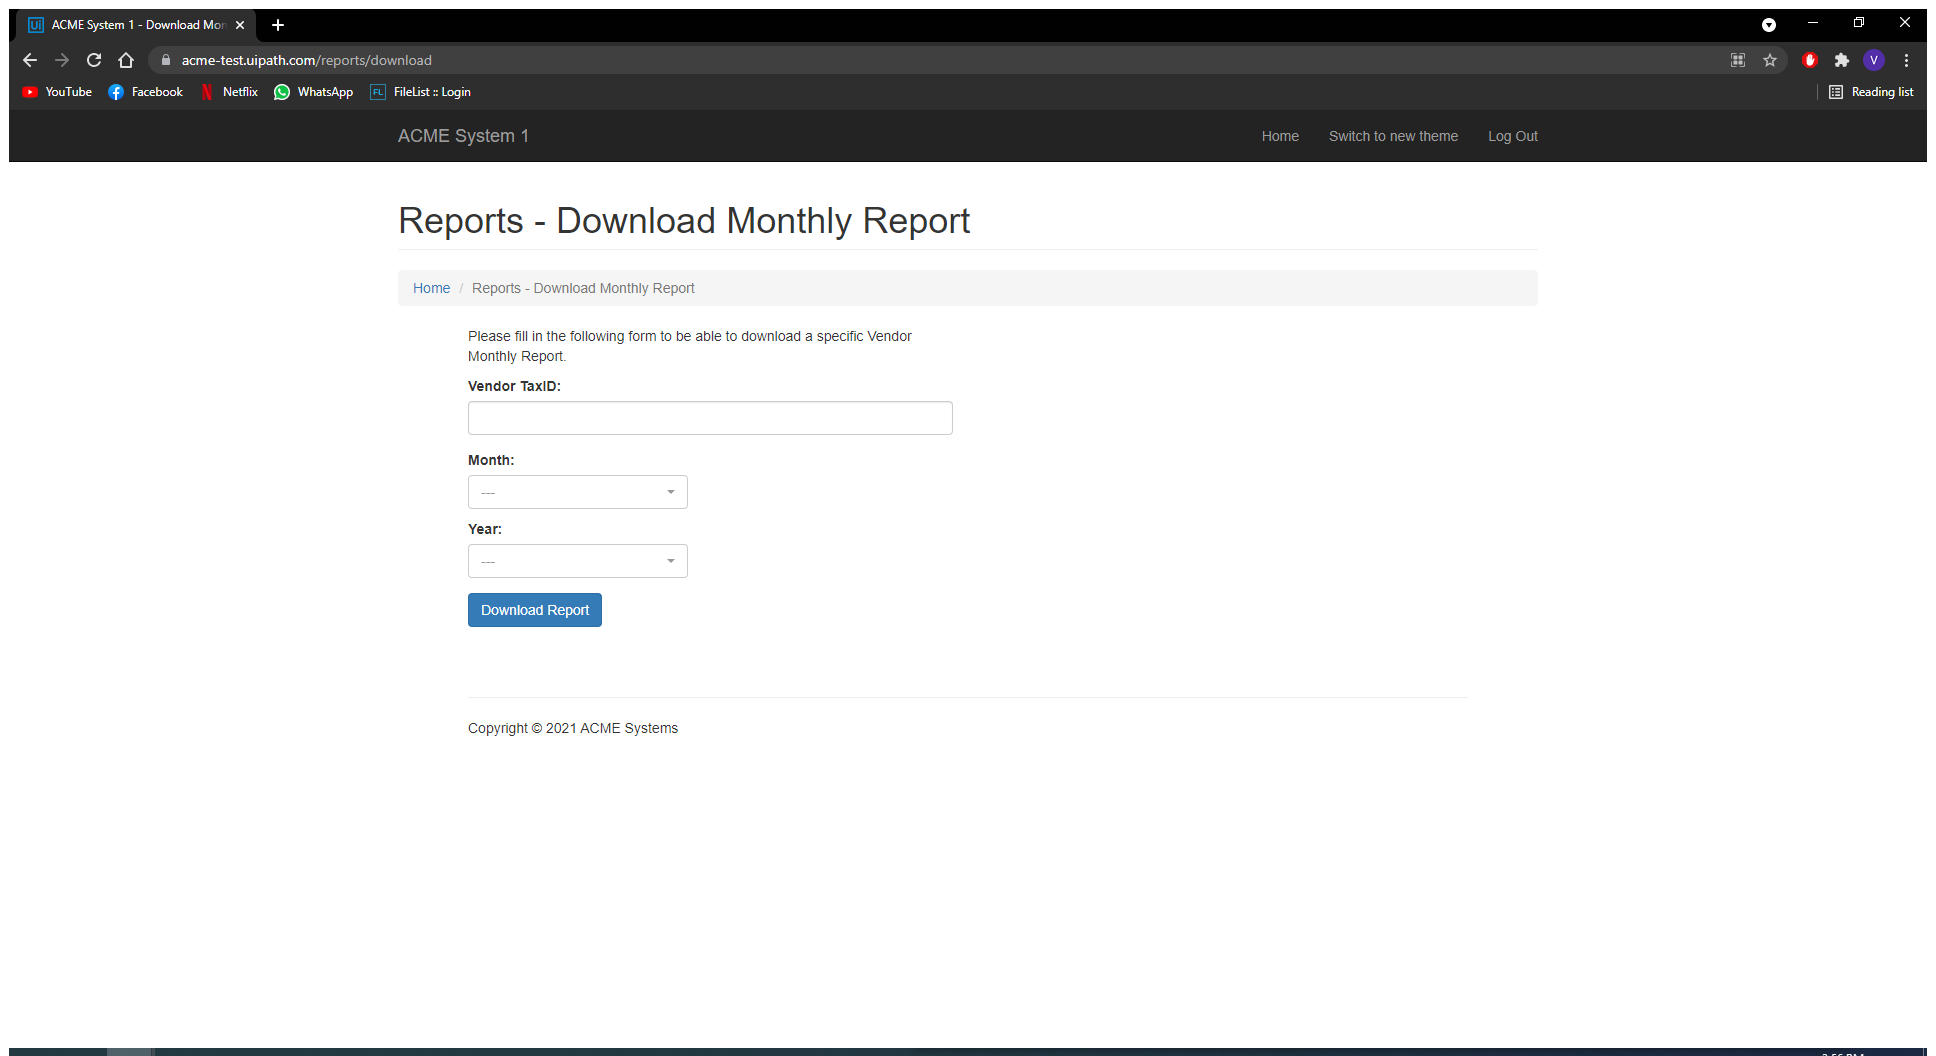 ACME System 1 - Download Mon
acme-test.uipath.com/reports/download
YouTube Facebook Netflix WhatsApp FL FileList :: Login Reading list
ACME System 1 Home Switch to new theme Log Out
Reports - Download Monthly Report
Home / Reports - Download Monthly Report
Please fill in the following form to be able to download a specific Vendor
Monthly Report.
Vendor TaxID:
Month:
---
Year:
---
Download Report
Copyright © 2021 ACME Systems